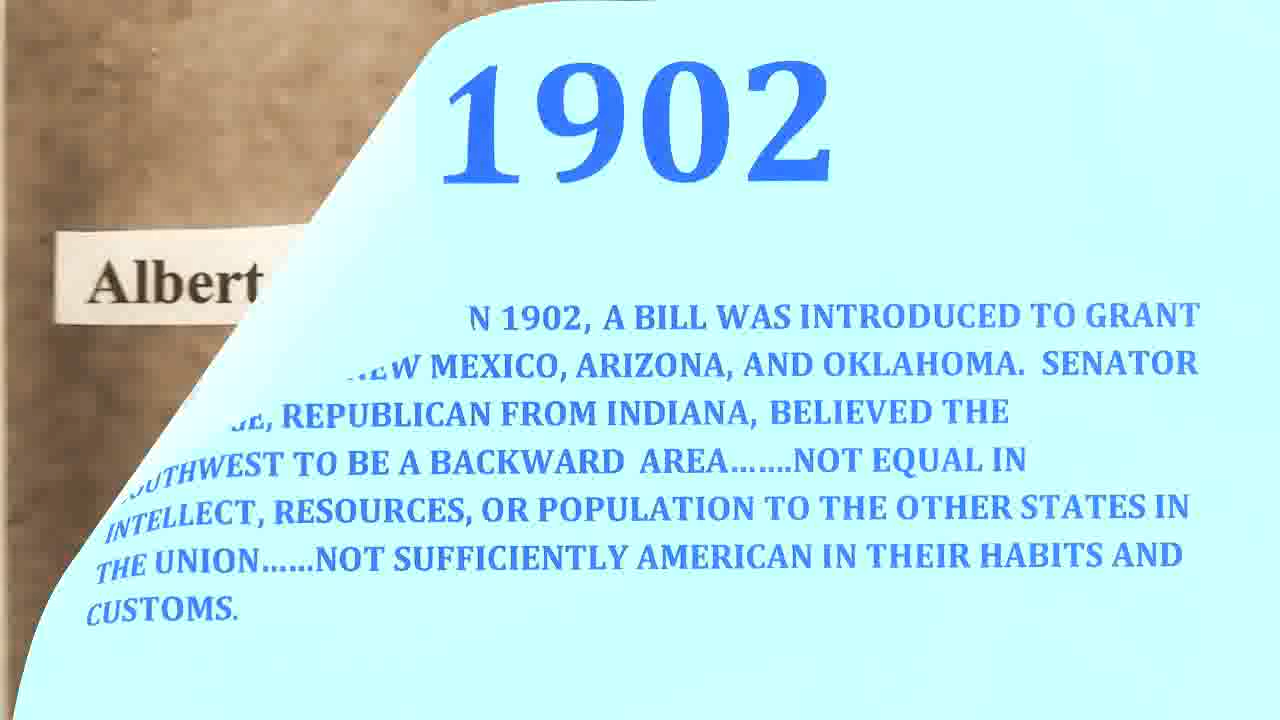 1902
Albert
1902, A BILL WAS INTRODUCED TO GRANT
MEXICO, ARIZONA, AND OKLAHOMA. SENATOR
REPUBLICAN FROM INDIANA, BELIEVED THE
TO BE A BACKWARD AREA.......NOT EQUAL IN
INTELLECT, RESOURCES, OR POPULATION TO THE OTHER STATES IN
THE UNION......NOT SUFFICIENTLY AMERICAN IN THEIR HABITS AND
CUSTOMS.